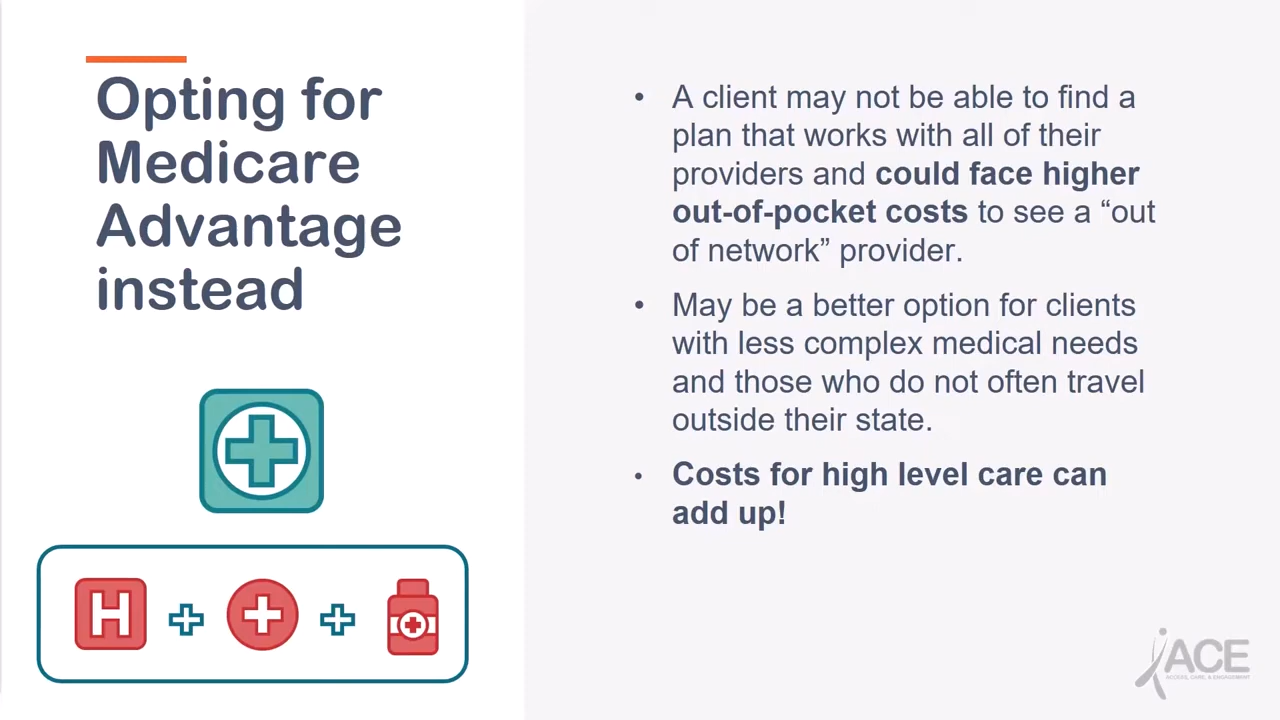 Opting for
Medicare
Advantage
instead
• A client may not be able to find a
plan that works with all of their
providers and could face higher
out-of-pocket costs to see a “out
of network” provider.
• May be a better option for clients
with less complex medical needs
and those who do not often travel
outside their state.
• Costs for high level care can
add up!
H
ACE
ACCESS, CARE, & ENGAGEMENT